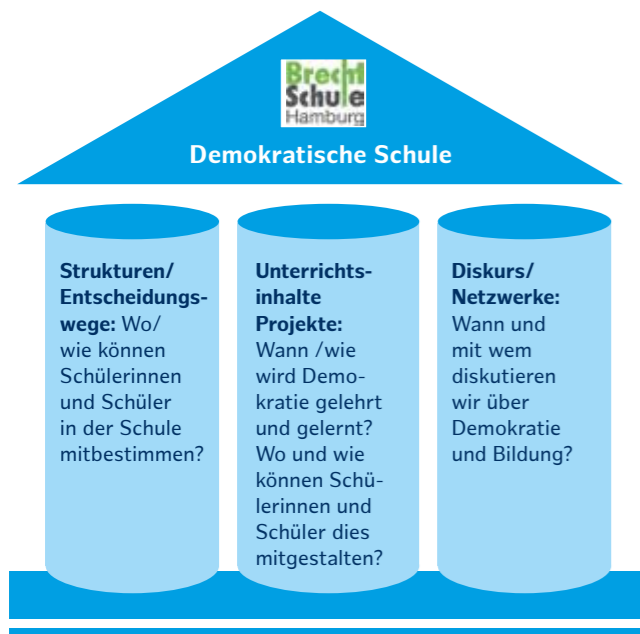 Brecht
Schule
Hamburg
Demokratische Schule
Strukturen/
Entscheidungs-
wege: Wo/
wie können
Schülerinnen
und Schüler
in der Schule
mitbestimmen?
Unterrichts-
inhalte
Projekte:
Wann /wie
wird Demo-
kratie gelehrt
und gelernt?
Wo und wie
können Schü-
lerinnen und
Schüler dies
mitgestalten?
Diskurs/
Netzwerke:
Wann und
mit wem
diskutieren
wir über
Demokratie
und Bildung?